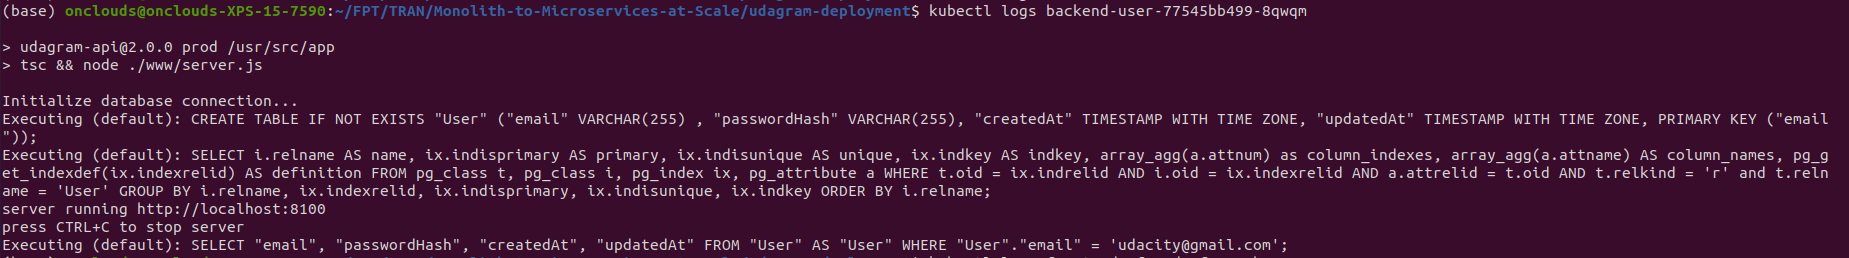 (base) onclouds@onclouds-XPS-15-7590:~/FPT/TRAN/Monolith-to-Microservices-at-Scale/udagram-deployment$ kubectl logs backend-user-77545bb499-8qwqm
> udagram-api@2.0.0 prod /usr/src/app
> tsc && node ./www/server.js
Initialize database connection...
Executing (default): CREATE TABLE IF NOT EXISTS "User" ("email" VARCHAR(255) , "passwordHash" VARCHAR(255), "createdAt" TIMESTAMP WITH TIME ZONE, "updatedAt" TIMESTAMP WITH TIME ZONE, PRIMARY KEY ("email
"));
Executing (default): SELECT i.relname AS name, ix.indisprimary AS primary, ix.indisunique AS unique, ix.indkey AS indkey, array_agg(a.attnum) as column_indexes, array_agg(a.attname) AS column_names, pg_g
et_indexdef(ix.indexrelid) AS definition FROM pg_class t, pg_class i, pg_index ix, pg_attribute a WHERE t.oid = ix.indrelid AND i.oid = ix.indexrelid AND a.attrelid = t.oid AND t.relkind = 'r' and t.reln
ame = 'User' GROUP BY i.relname, ix.indexrelid, ix.indisprimary, ix.indisunique, ix.indkey ORDER BY i.relname;
server running http://localhost:8100
press CTRL+C to stop server
Executing (default): SELECT "email", "passwordHash", "createdAt", "updatedAt" FROM "User" AS "User" WHERE "User"."email" = 'udacity@gmail.com';